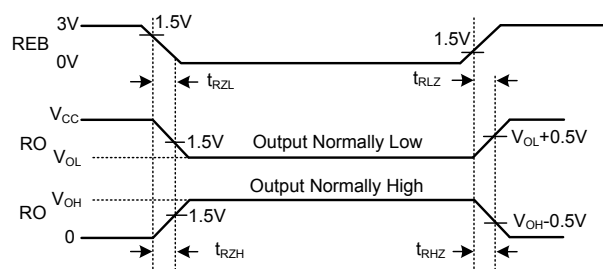 3V
1.5V
REB
1.5V
0V
tRZL
tRLZ
VCC
RO
1.5V
Output Normally Low
VOL+0.5V
VOL
VOH
Output Normally High
RO
1.5V
VOH-0.5V
0
tRZH
tRHZ